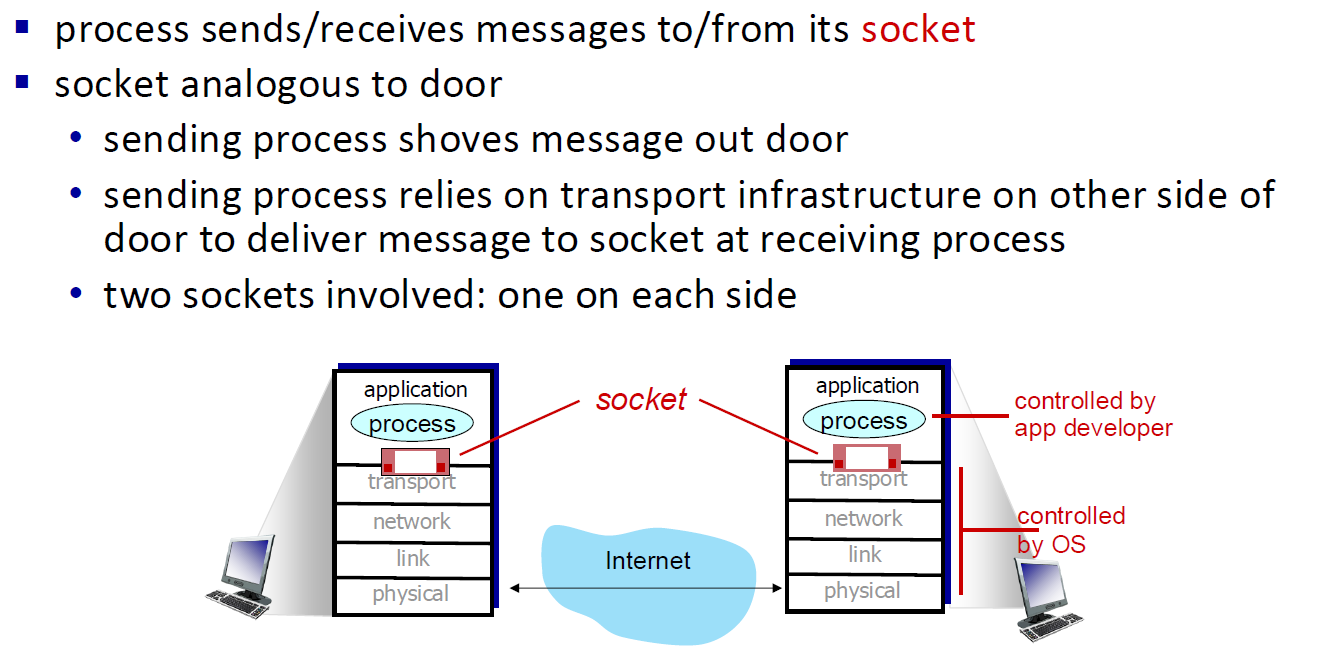 process sends/receives messages to/from its socket
socket analogous to door
sending process shoves message out door
sending process relies on transport infrastructure on other side of
door to deliver message to socket at receiving process
two sockets involved: one on each side
application
process
transport
network
link
physical
socket
Internet
application
process
transport
network
link
physical
controlled by
app developer
controlled
by OS